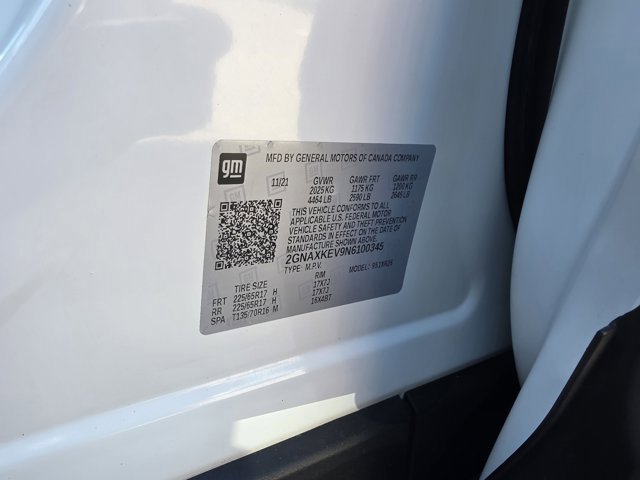 gm
MFD BY GENERAL MOTORS OF CANADA COMPANY
11/21 GVWR GAWR FRT GAWR RR
2025 KG 1175 KG 1200 KG
4464 LB 2590 LB 2645 LB
THIS VEHICLE CONFORMS TO ALL
APPLICABLE U.S. FEDERAL MOTOR
VEHICLE SAFETY AND THEFT PREVENTION
STANDARDS IN EFFECT ON THE DATE OF
MANUFACTURE SHOWN ABOVE.
2GNAXKEV9N6100345
TYPE: M.P.V. MODEL:
TIRE SIZE RIM
FRT 225/65R17 H 17X7J
RR 225/65R17 H 17X7J
SPA T135/70R16 M 16X4BT